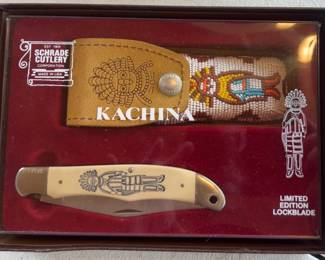 EST. 1904
SCHRADE
CUTLERY
CORPORATION
MADE IN USA
KACHINA
LIMITED
EDITION
LOCKBLADE